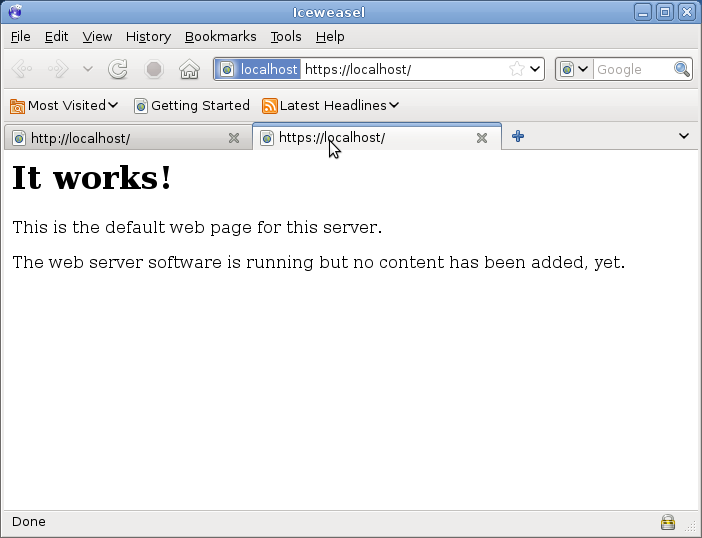 Iceweasel
File Edit View History Bookmarks Tools Help
localhost https://localhost/ Google
Most Visited Getting Started Latest Headlines
http://localhost/ https://localhost/
It works!
This is the default web page for this server.
The web server software is running but no content has been added, yet.
Done